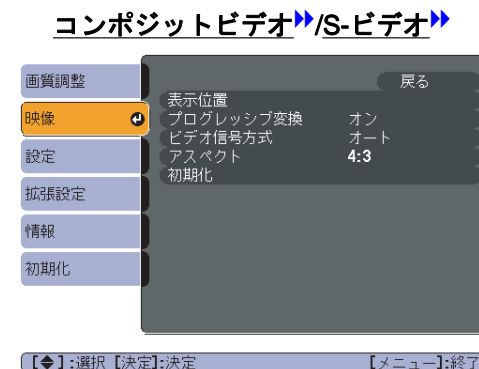 コンポジットビデオ/S-ビデオ
画質調整
映像
設定
拡張設定
情報
初期化
戻る
表示位置
プログレッシブ変換 オン
ビデオ信号方式 オート
アスペクト 4:3
初期化
【◆】:選択 【決定】:決定 【メニュー】:終了